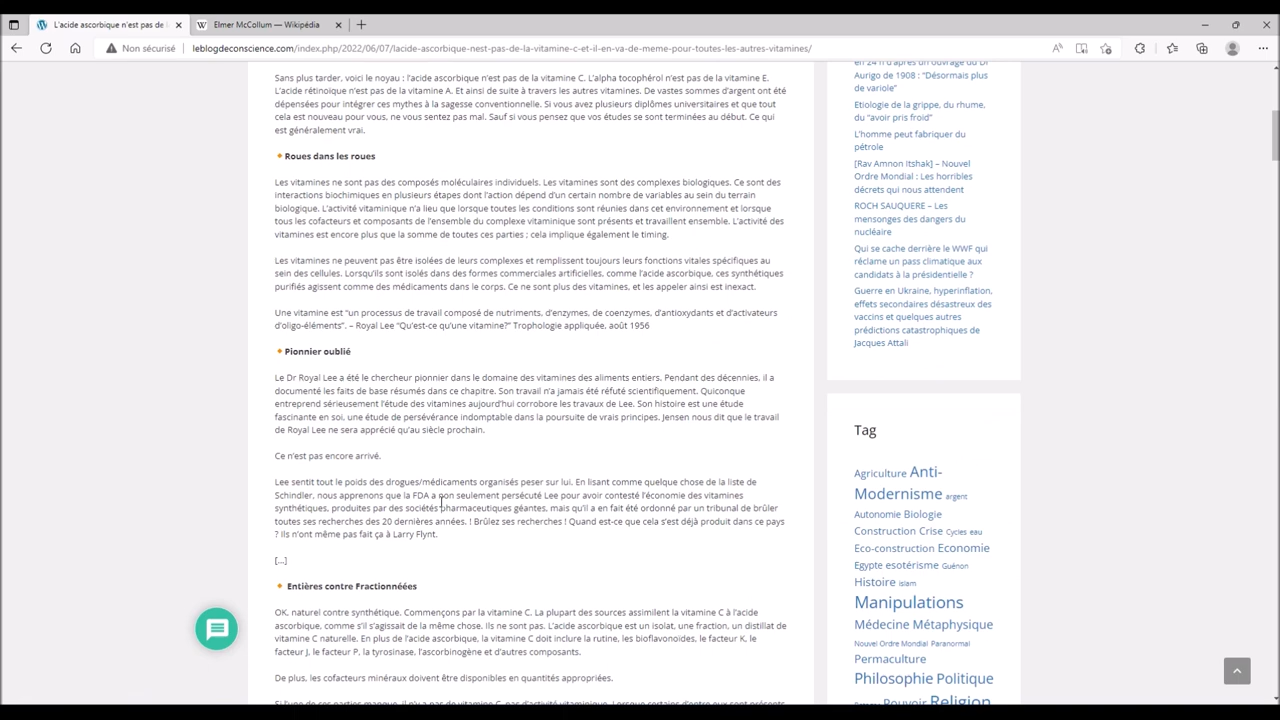 L'acide ascorbique n'est pas de
Elmer McCollum — Wikipédia
Non sécurisé
leblogdeconscience.com/index.php/2022/06/07/lacide-ascorbique-nest-pas-de-la-vitamine-c-et-il-en-va-de-meme-pour-toutes-les-autres-vitamines/
Sans plus tarder, voici le noyau : l'acide ascorbique n'est pas de la vitamine C. L'alpha tocophérol n'est pas de la vitamine E.
L'acide rétinoïque n'est pas de la vitamine A. Et ainsi de suite à travers les autres vitamines. De vastes sommes d'argent ont été
dépensées pour intégrer ces mythes à la sagesse conventionnelle. Si vous avez plusieurs diplômes universitaires et que tout
cela est nouveau pour vous, ne vous sentez pas mal. Sauf si vous pensez que vos études se sont terminées au début. Ce qui
est généralement vrai.
Roues dans les roues
Les vitamines ne sont pas des composés moléculaires individuels. Les vitamines sont des complexes biologiques. Ce sont des
interactions biochimiques en plusieurs étapes dont l'action dépend d'un certain nombre de variables au sein du terrain
biologique. L'activité vitaminique n'a lieu que lorsque toutes les conditions sont réunies dans cet environnement et lorsque
tous les cofacteurs et composants de l'ensemble du complexe vitaminique sont présents et travaillent ensemble. L'activité des
vitamines est encore plus que la somme de toutes ces parties ; cela implique également le timing.
Les vitamines ne peuvent pas être isolées de leurs complexes et remplissent toujours leurs fonctions vitales spécifiques au
sein des cellules. Lorsqu'ils sont isolés dans des formes commerciales artificielles, comme l'acide ascorbique, ces synthétiques
purifiés agissent comme des médicaments dans le corps. Ce ne sont plus des vitamines, et les appeler ainsi est inexact.
Une vitamine est "un processus de travail composé de nutriments, d'enzymes, de coenzymes, d'antioxydants et d'activateurs
d'oligo-éléments". – Royal Lee "Qu'est-ce qu'une vitamine?" Trophologie appliquée, août 1956
Pionnier oublié
Le Dr Royal Lee a été le chercheur pionnier dans le domaine des vitamines des aliments entiers. Pendant des décennies, il a
documenté les faits de base résumés dans ce chapitre. Son travail n'a jamais été réfuté scientifiquement. Quiconque
entreprend sérieusement l'étude des vitamines aujourd'hui corrobore les travaux de Lee. Son histoire est une étude
fascinante en soi, une étude de persévérance indomptable dans la poursuite de vrais principes. Jensen nous dit que le travail
de Royal Lee ne sera apprécié qu'au siècle prochain.
Ce n'est pas encore arrivé.
Lee sentit tout le poids des drogues/médicaments organisés peser sur lui. En lisant comme quelque chose de la liste de
Schindler, nous apprenons que la FDA a non seulement persécuté Lee pour avoir contesté l'économie des vitamines
synthétiques, produites par des sociétés pharmaceutiques géantes, mais qu'il a en fait été ordonné par un tribunal de brûler
toutes ses recherches des 20 dernières années. ! Brûlez ses recherches ! Quand est-ce que cela s'est déjà produit dans ce pays
? Ils n'ont même pas fait ça à Larry Flynt.
[…]
Entières contre Fractionnéées
OK, naturel contre synthétique. Commençons par la vitamine C. La plupart des sources assimilent la vitamine C à l'acide
ascorbique, comme s'il s'agissait de la même chose. Ils ne sont pas. L'acide ascorbique est un isolat, une fraction, un distillat de
vitamine C naturelle. En plus de l'acide ascorbique, la vitamine C doit inclure la rutine, les bioflavonoïdes, le facteur K, le
facteur J, le facteur P, la tyrosinase, l'ascorbinogène et d'autres composants.
De plus, les cofacteurs minéraux doivent être disponibles en quantités appropriées.
en 24 h d'après un ouvrage du Dr
Aurigo de 1908 : "Désormais plus
de variole"
Etiologie de la grippe, du rhume,
du "avoir pris froid"
L'homme peut fabriquer du
pétrole
[Rav Amnon Itshak] – Nouvel
Ordre Mondial : Les horribles
décrets qui nous attendent
ROCH SAUQUERE – Les
mensonges des dangers du
nucléaire
Qui se cache derrière le WWF qui
réclame un pass climatique aux
candidats à la présidentielle ?
Guerre en Ukraine, hyperinflation,
effets secondaires désastreux des
vaccins et quelques autres
prédictions catastrophiques de
Jacques Attali
Tag
Agriculture Anti-
Modernisme argent
Autonomie Biologie
Construction Crise Cycles eau
Eco-construction Economie
Egypte esotérisme Guénon
Histoire islam
Manipulations
Médecine Métaphysique
Nouvel Ordre Mondial Paranormal
Permaculture
Philosophie Politique
Pouvoir Religion